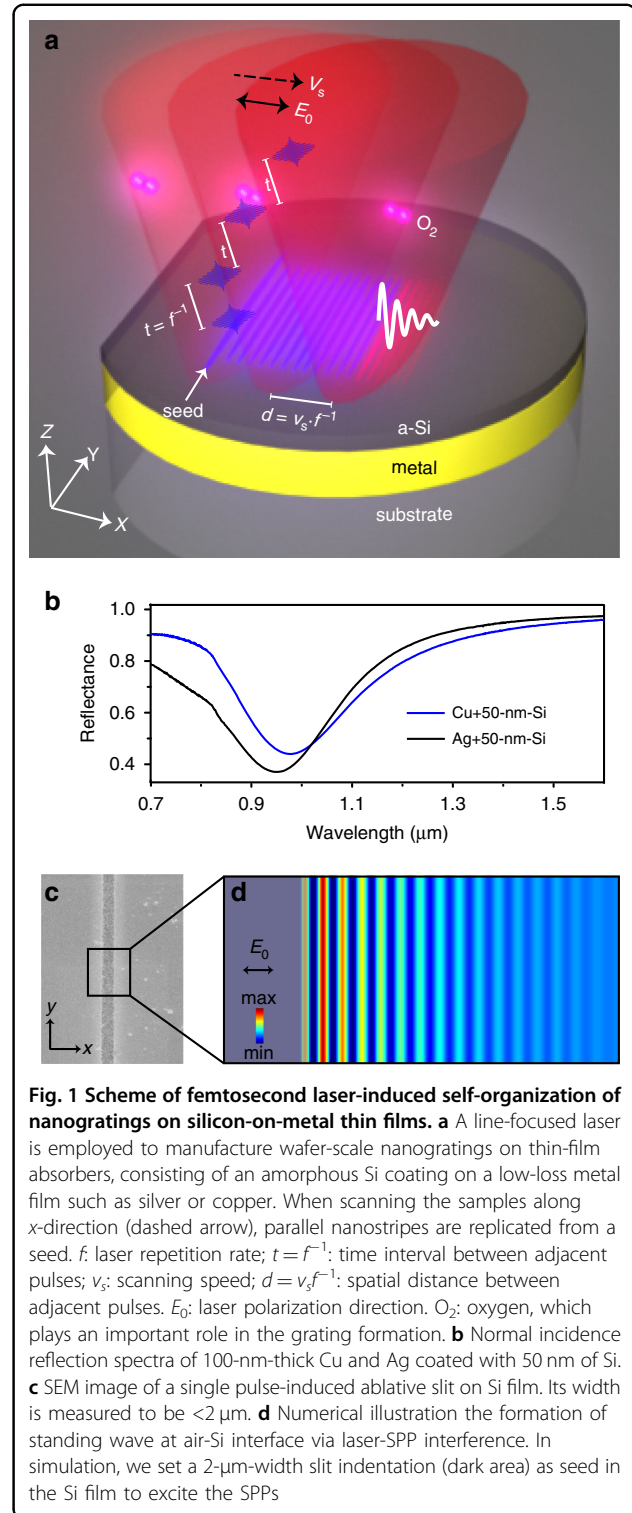 a
V_s
E_0
t
O_2
t
t = f^{-1}
seed
d = v_s·f^{-1}
a-Si
metal
substrate
Z
Y
X
b
1.0
0.8
0.6
0.4
Reflectance
Cu+50-nm-Si
Ag+50-nm-Si
0.7 0.9 1.1 1.3 1.5
Wavelength (μm)
c
y
x
d
E_0
max
min
Fig. 1 Scheme of femtosecond laser-induced self-organization of
nanogratings on silicon-on-metal thin films. a A line-focused laser
is employed to manufacture wafer-scale nanogratings on thin-film
absorbers, consisting of an amorphous Si coating on a low-loss metal
film such as silver or copper. When scanning the samples along
x-direction (dashed arrow), parallel nanostripes are replicated from a
seed. f: laser repetition rate; t = f^{-1}: time interval between adjacent
pulses; v_s: scanning speed; d = v_sf^{-1}: spatial distance between
adjacent pulses. E_0: laser polarization direction. O_2: oxygen, which
plays an important role in the grating formation. b Normal incidence
reflection spectra of 100-nm-thick Cu and Ag coated with 50 nm of Si.
c SEM image of a single pulse-induced ablative slit on Si film. Its width
is measured to be <2 μm. d Numerical illustration the formation of
standing wave at air-Si interface via laser-SPP interference. In
simulation, we set a 2-μm-width slit indentation (dark area) as seed in
the Si film to excite the SPPs